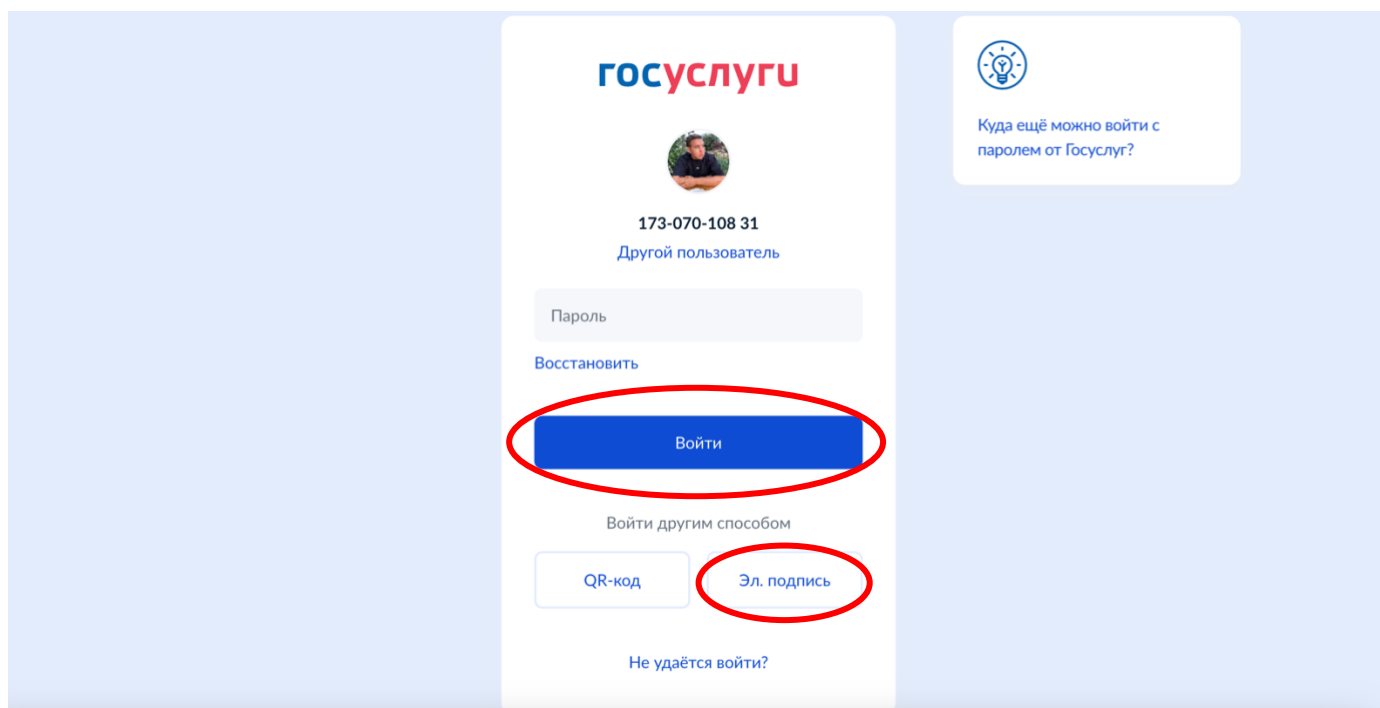 госуслуги
173-070-108 31
Другой пользователь
Пароль
Восстановить
Войти
Войти другим способом
QR-код
Эл. подпись
Не удаётся войти?
Куда ещё можно войти с
паролем от Госуслуг?